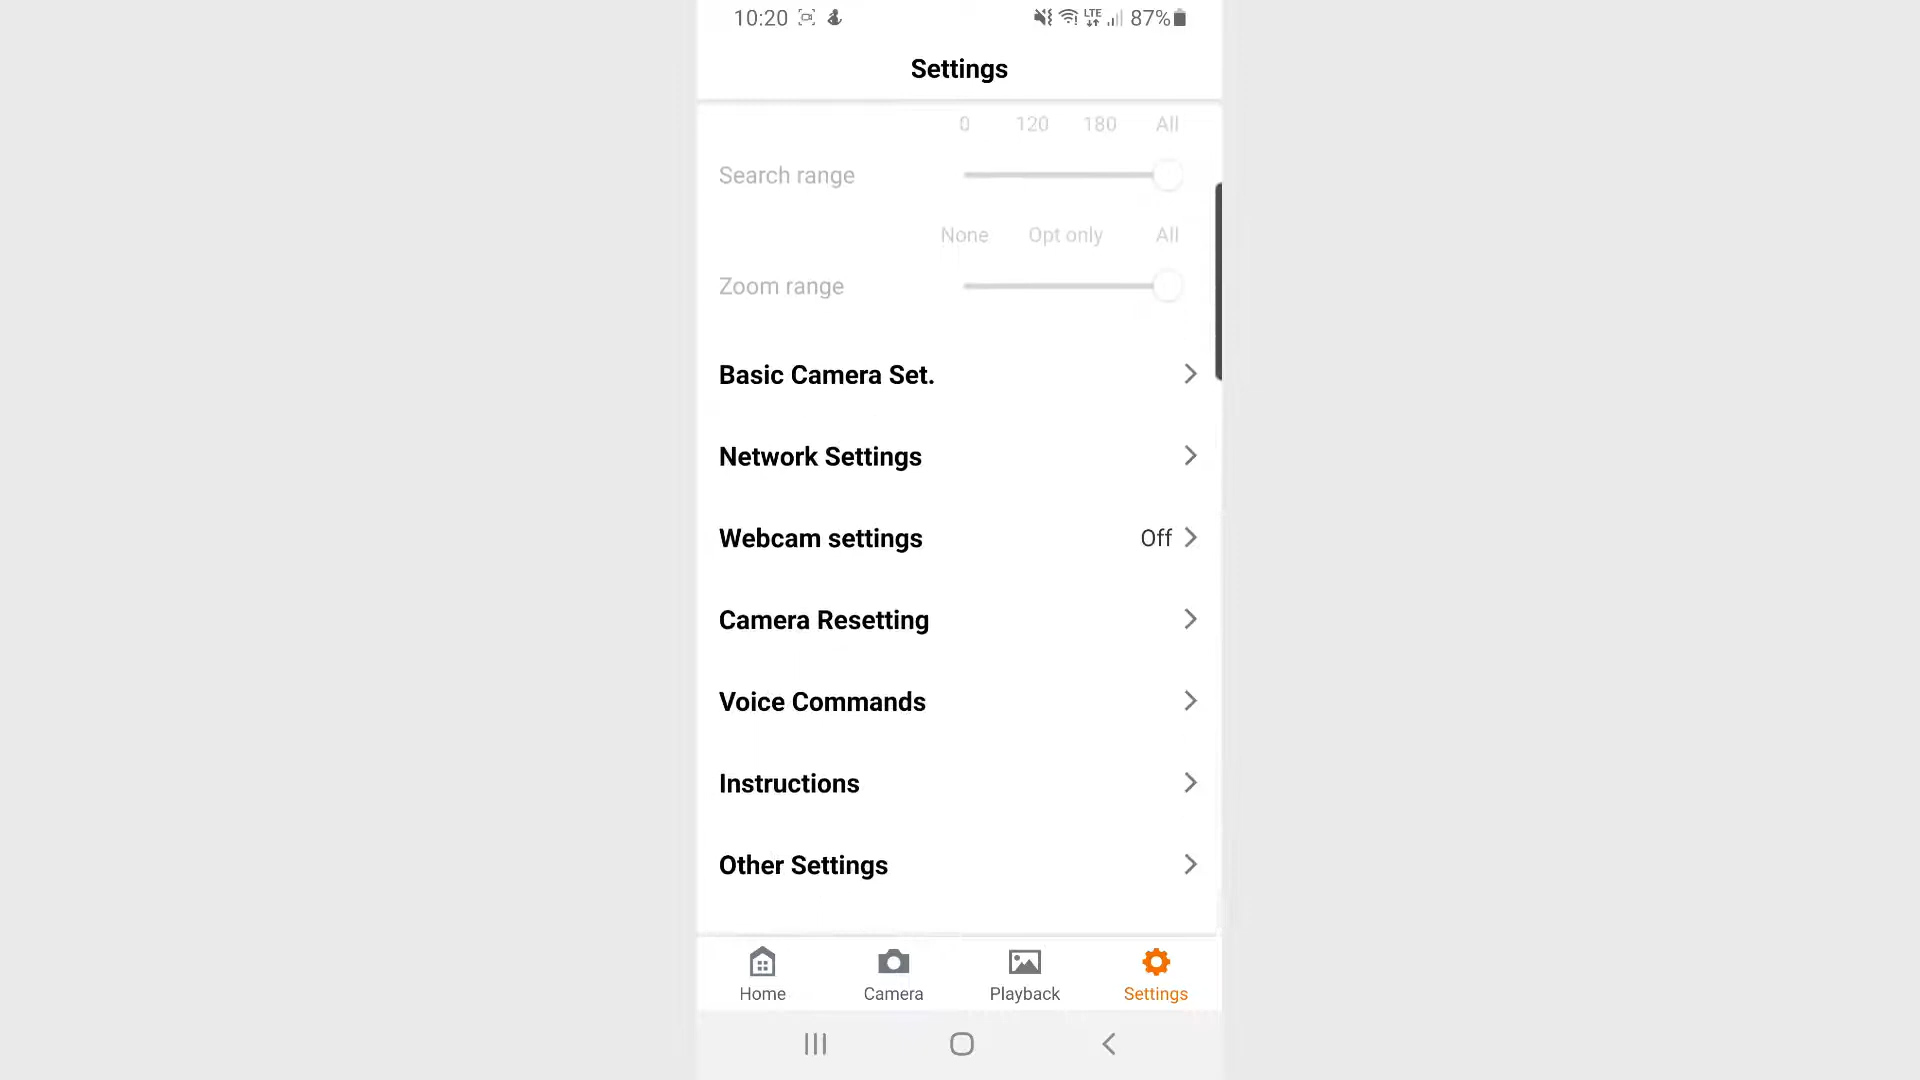 10:20 LTE 87%
Settings
0 120 180 All
Search range
None Opt only All
Zoom range
Basic Camera Set.
Network Settings
Webcam settings Off
Camera Resetting
Voice Commands
Instructions
Other Settings
Home Camera Playback Settings